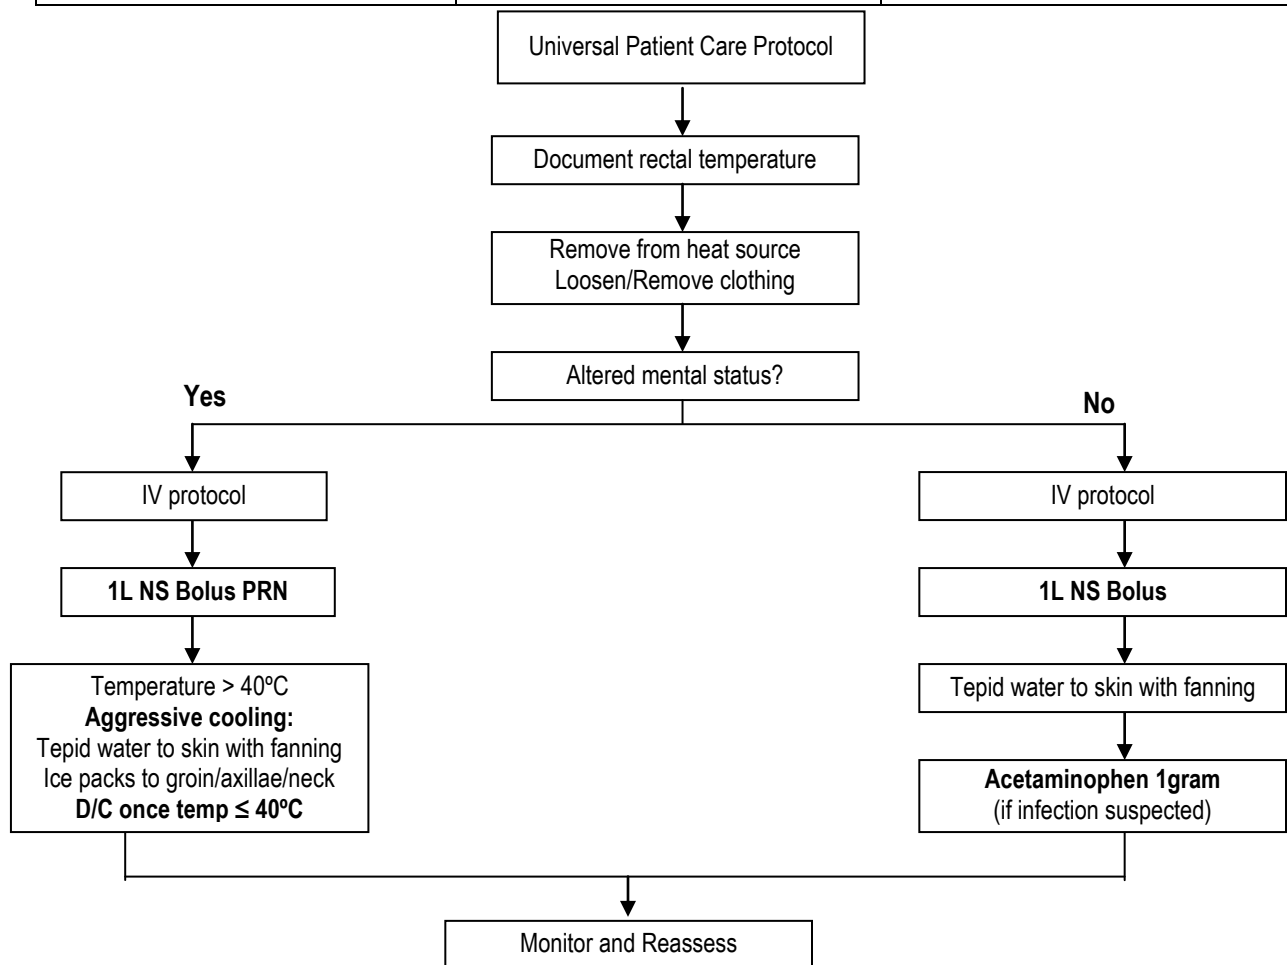 Universal Patient Care Protocol
Document rectal temperature
Remove from heat source
Loosen/Remove clothing
Altered mental status?
Yes
No
IV protocol
IV protocol
1L NS Bolus PRN
1L NS Bolus
Temperature > 40ºC
Aggressive cooling:
Tepid water to skin with fanning
Ice packs to groin/axillae/neck
D/C once temp ≤ 40ºC
Tepid water to skin with fanning
Acetaminophen 1gram
(if infection suspected)
Monitor and Reassess